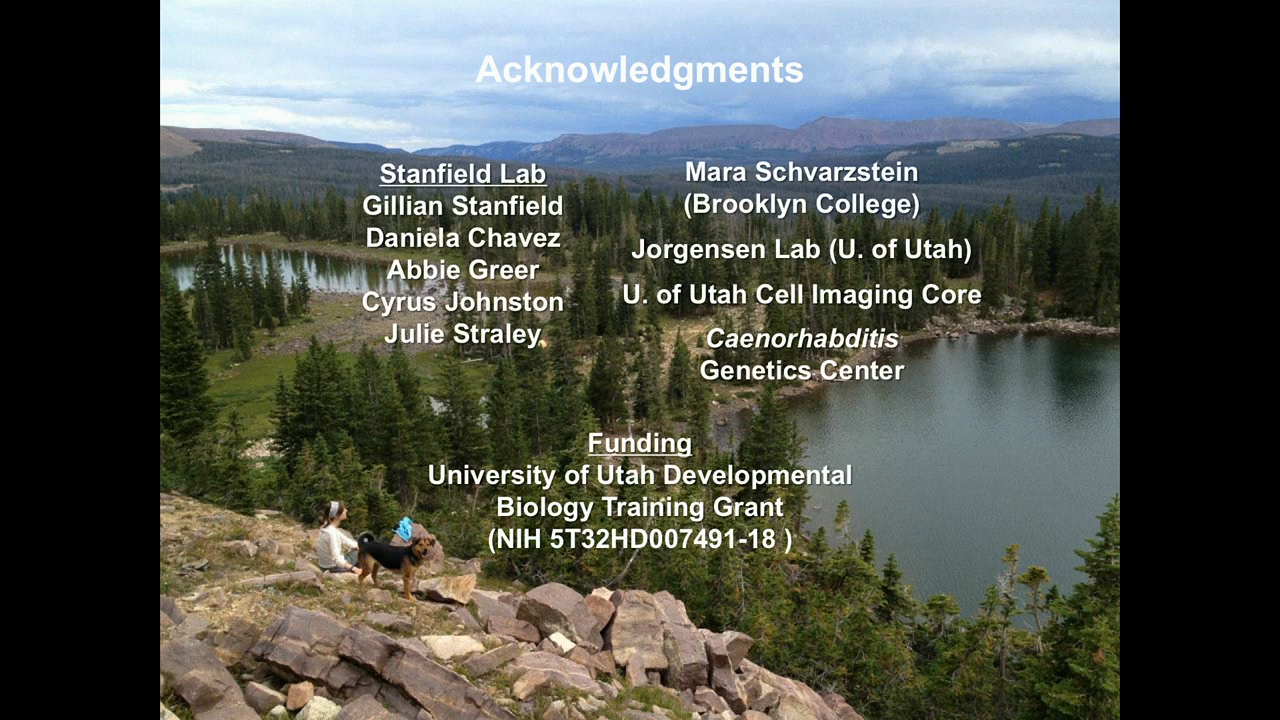 Acknowledgments
Stanfield Lab
Gillian Stanfield
Daniela Chavez
Abbie Greer
Cyrus Johnston
Julie Straley
Mara Schvarzstein
(Brooklyn College)
Jorgensen Lab (U. of Utah)
U. of Utah Cell Imaging Core
Caenorhabditis
Genetics Center
Funding
University of Utah Developmental
Biology Training Grant
(NIH 5T32HD007491-18 )